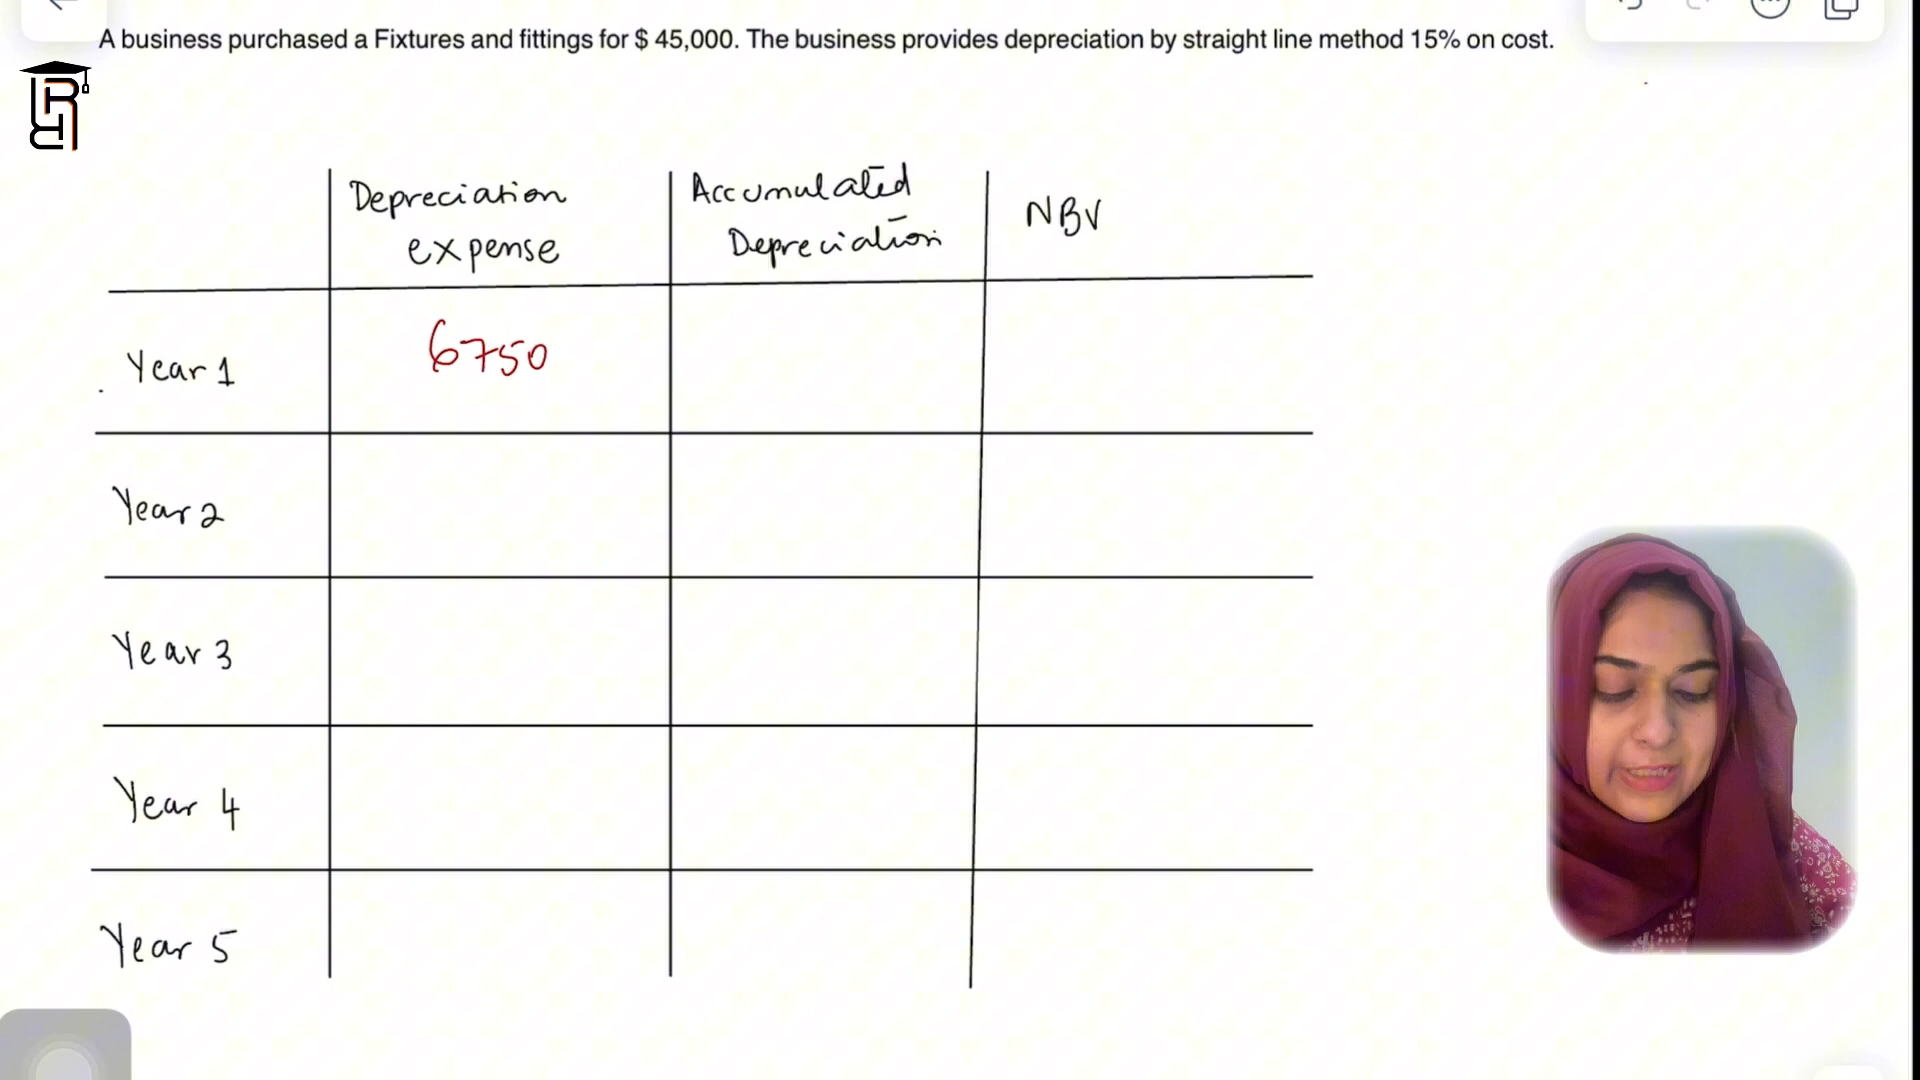 A business purchased a Fixtures and fittings for $ 45,000. The business provides depreciation by straight line method 15% on cost.
Depreciation expense
Accumulated Depreciation
NBV
Year 1
6750
Year 2
Year 3
Year 4
Year 5